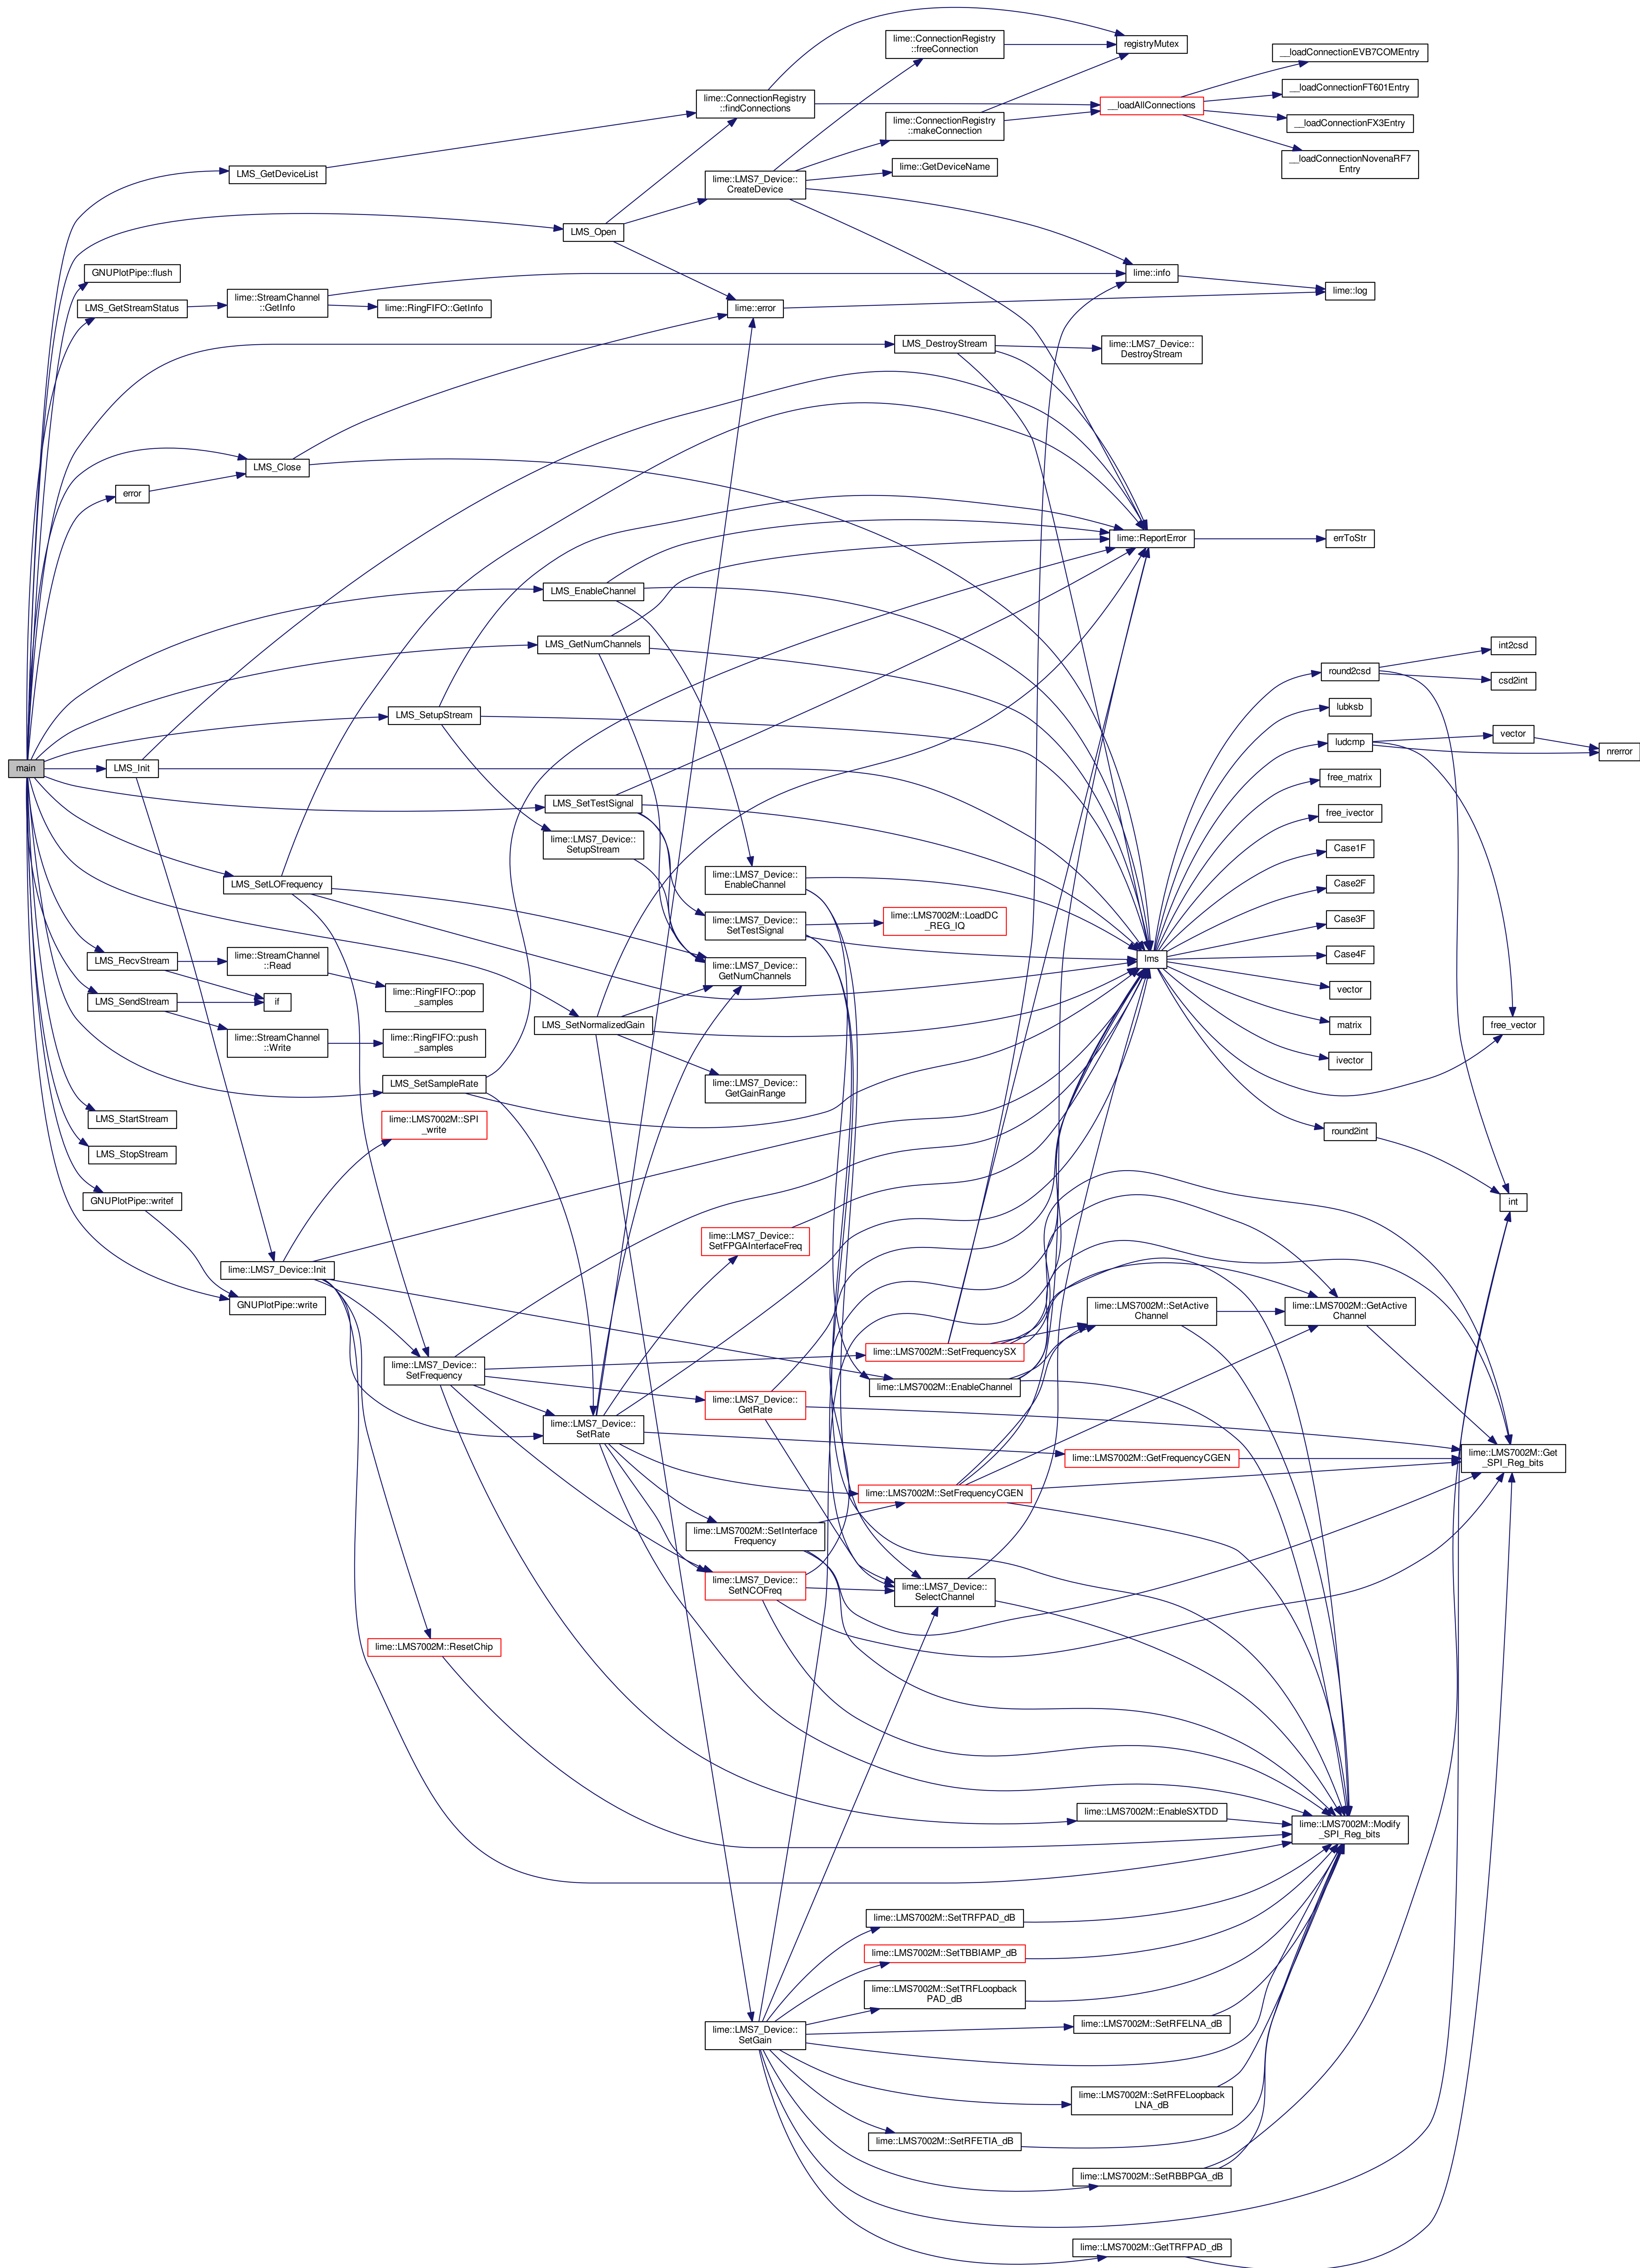 lime::ConnectionRegistry
::freeConnection
registryMutex
__loadConnectionEVB7COMEntry
__loadConnectionFT601Entry
lime::ConnectionRegistry
::findConnections
__loadAllConnections
lime::ConnectionRegistry
::makeConnection
__loadConnectionFX3Entry
__loadConnectionNovenaRF7
Entry
LMS_GetDeviceList
lime::GetDeviceName
lime::LMS7_Device::
CreateDevice
LMS_Open
GNUPlotPipe::flush
lime::info
lime::log
LMS_GetStreamStatus
lime::StreamChannel
::GetInfo
lime::RingFIFO::GetInfo
lime::error
LMS_DestroyStream
lime::LMS7_Device::
DestroyStream
LMS_Close
error
lime::ReportError
errToStr
LMS_EnableChannel
LMS_GetNumChannels
int2csd
round2csd
csd2int
lubksb
LMS_SetupStream
vector
ludcmp
nrerror
main
LMS_Init
free_matrix
LMS_SetTestSignal
free_ivector
lime::LMS7_Device::
SetupStream
Case1F
LMS_SetLOFrequency
lime::LMS7_Device::
EnableChannel
Case2F
lime::LMS7_Device::
SetTestSignal
lime::LMS7002M::LoadDC
_REG_IQ
Case3F
LMS_RecvStream
lime::StreamChannel
::Read
lime::LMS7_Device::
GetNumChannels
lms
Case4F
LMS_SendStream
if
lime::RingFIFO::pop
_samples
vector
LMS_SetNormalizedGain
matrix
free_vector
lime::StreamChannel
::Write
lime::RingFIFO::push
_samples
ivector
LMS_SetSampleRate
lime::LMS7_Device::
GetGainRange
LMS_StartStream
lime::LMS7002M::SPI
_write
round2int
LMS_StopStream
GNUPlotPipe::writef
int
lime::LMS7_Device::
SetFPGAInterfaceFreq
lime::LMS7_Device::Init
GNUPlotPipe::write
lime::LMS7002M::SetActive
Channel
lime::LMS7002M::GetActive
Channel
lime::LMS7002M::SetFrequencySX
lime::LMS7_Device::
SetFrequency
lime::LMS7002M::EnableChannel
lime::LMS7_Device::
GetRate
lime::LMS7_Device::
SetRate
lime::LMS7002M::GetFrequencyCGEN
lime::LMS7002M::Get
_SPI_Reg_bits
lime::LMS7002M::SetFrequencyCGEN
lime::LMS7002M::SetInterface
Frequency
lime::LMS7_Device::
SetNCOFreq
lime::LMS7_Device::
SelectChannel
lime::LMS7002M::ResetChip
lime::LMS7002M::EnableSXTDD
lime::LMS7002M::Modify
_SPI_Reg_bits
lime::LMS7002M::SetTRFPAD_dB
lime::LMS7002M::SetTBBIAMP_dB
lime::LMS7002M::SetTRFLoopback
PAD_dB
lime::LMS7002M::SetRFELNA_dB
lime::LMS7_Device::
SetGain
lime::LMS7002M::SetRFELoopback
LNA_dB
lime::LMS7002M::SetRFETIA_dB
lime::LMS7002M::SetRBBPGA_dB
lime::LMS7002M::GetTRFPAD_dB